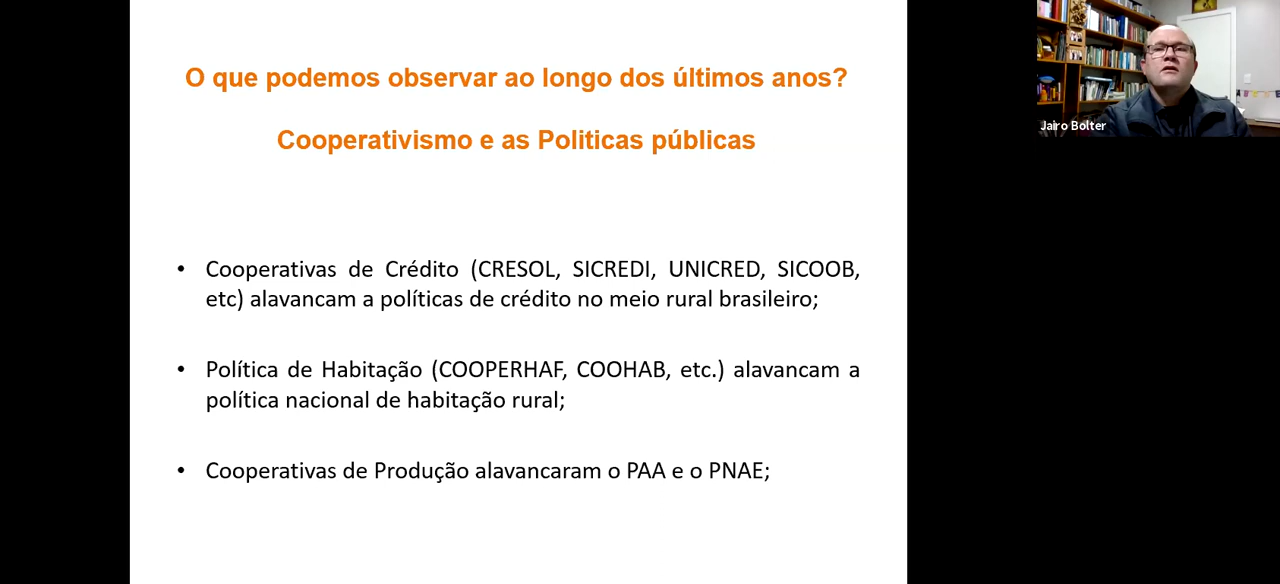 O que podemos observar ao longo dos últimos anos?
Cooperativismo e as Politicas públicas
• Cooperativas de Crédito (CRESOL, SICREDI, UNICRED, SICOOB,
etc) alavancam a políticas de crédito no meio rural brasileiro;
• Política de Habitação (COOPERHAF, COOHAB, etc.) alavancam a
política nacional de habitação rural;
• Cooperativas de Produção alavancaram o PAA e o PNAE;
Jairo Bolter